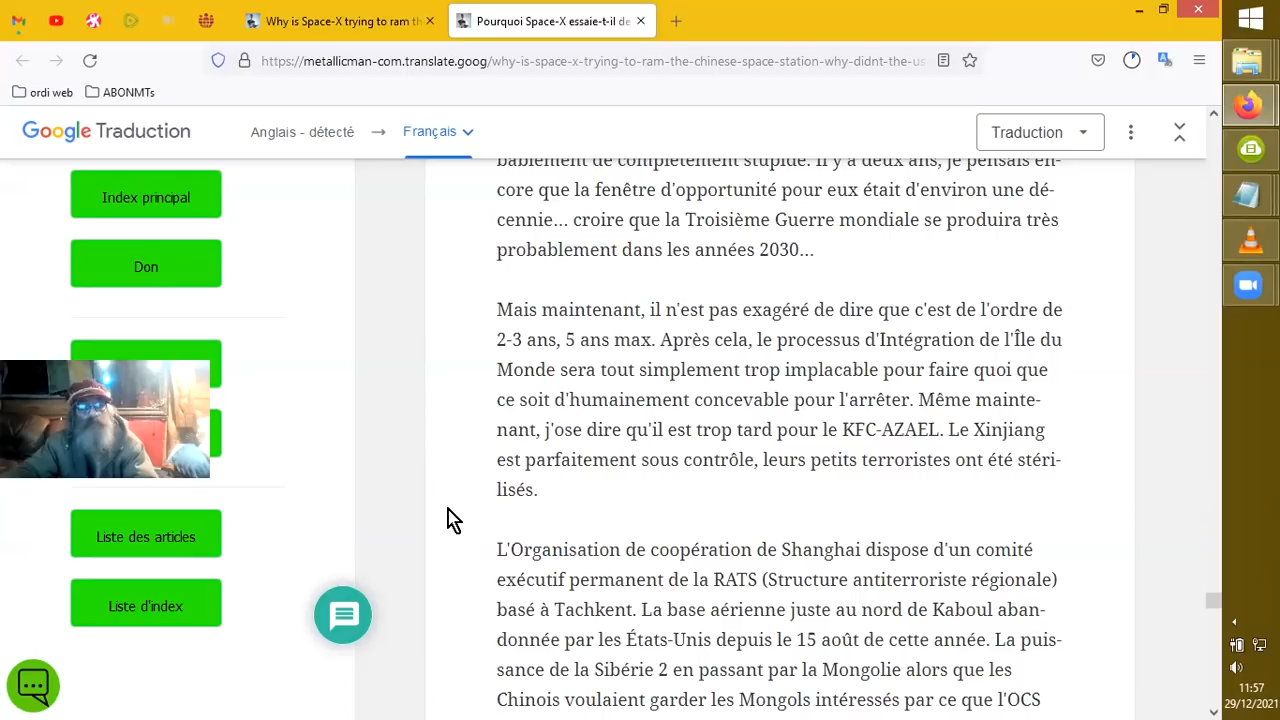 Why is Space-X trying to ram th
Pourquoi Space-X essaie-t-il de
https://metallicman-com.translate.goog/why-is-space-x-trying-to-ram-the-chinese-space-station-why-didnt-the-us
ordi web
ABONMTs
Google Traduction
Anglais - détecté
Français
Traduction
Index principal
Don
Liste des articles
Liste d'index
bablement de complètement stupide. Il y a deux ans, je pensais en-
core que la fenêtre d'opportunité pour eux était d'environ une dé-
cennie… croire que la Troisième Guerre mondiale se produira très
probablement dans les années 2030…
Mais maintenant, il n'est pas exagéré de dire que c'est de l'ordre de
2-3 ans, 5 ans max. Après cela, le processus d'Intégration de l'Île du
Monde sera tout simplement trop implacable pour faire quoi que
ce soit d'humainement concevable pour l'arrêter. Même mainte-
nant, j'ose dire qu'il est trop tard pour le KFC-AZAEL. Le Xinjiang
est parfaitement sous contrôle, leurs petits terroristes ont été stéri-
lisés.
L'Organisation de coopération de Shanghai dispose d'un comité
exécutif permanent de la RATS (Structure antiterroriste régionale)
basé à Tachkent. La base aérienne juste au nord de Kaboul aban-
donnée par les États-Unis depuis le 15 août de cette année. La puis-
sance de la Sibérie 2 en passant par la Mongolie alors que les
Chinois voulaient garder les Mongols intéressés par ce que l'OCS
11:57
29/12/2021